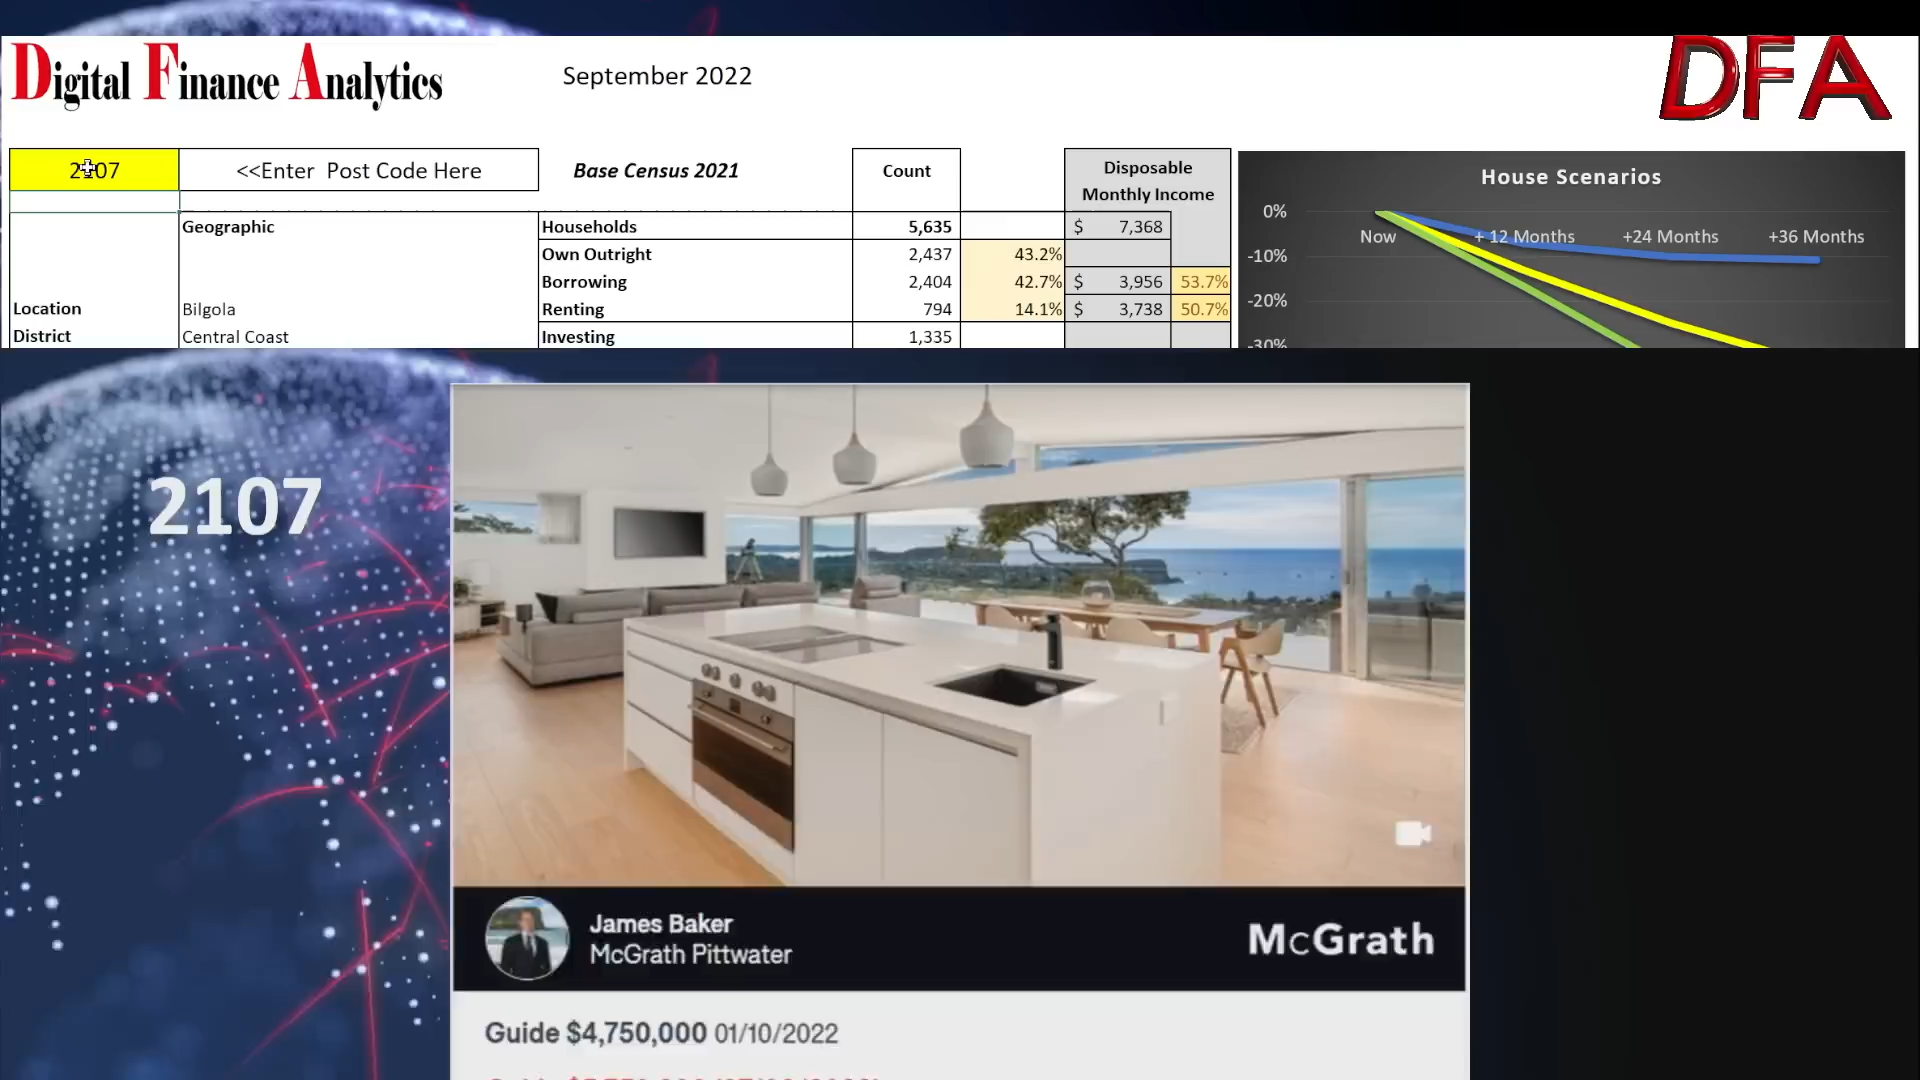 Digital Finance Analytics
September 2022
DFA
2107
<<Enter Post Code Here
Base Census 2021
Count
Disposable
Monthly Income
Geographic
Households 5,635 $ 7,368
Own Outright 2,437 43.2%
Borrowing 2,404 42.7% $ 3,956 53.7%
Location Bilgola Renting 794 14.1% $ 3,738 50.7%
District Central Coast Investing 1,335
House Scenarios
0%
Now + 12 Months +24 Months +36 Months
-10%
-20%
-30%
2107
James Baker
McGrath Pittwater
McGrath
Guide $4,750,000 01/10/2022